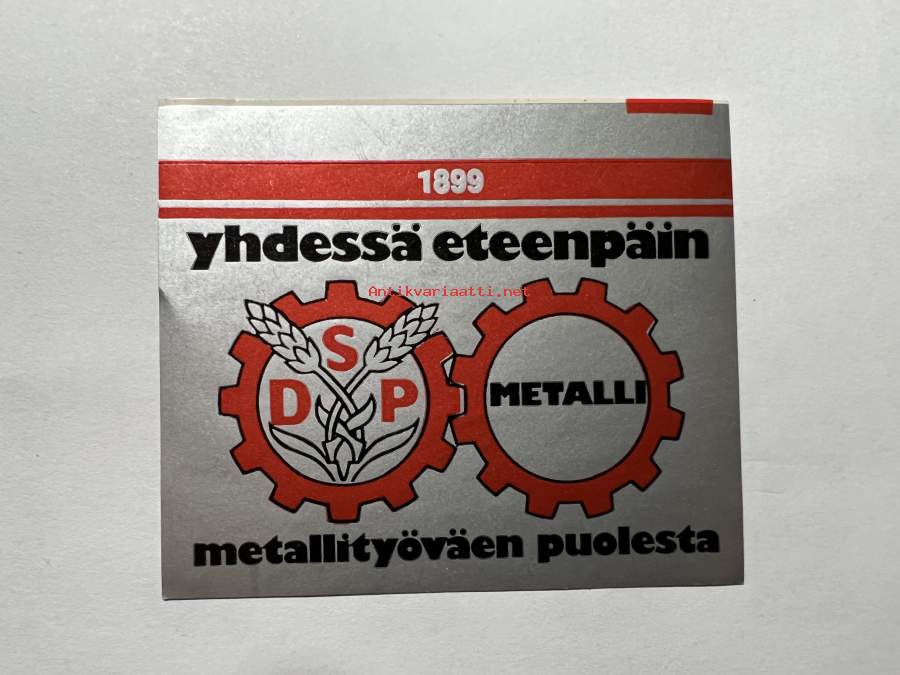 1899
yhdessä eteenpäin
Antikvariaatti.net
S
D P
METALLI
metallityöväen puolesta